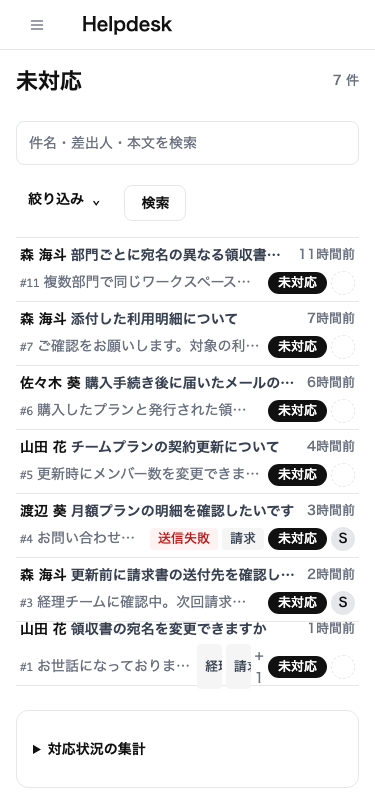 Helpdesk
未対応
7 件
件名・差出人・本文を検索
絞り込み
検索
森 海斗 部門ごとに宛名の異なる領収書… 11時間前
#11 複数部門で同じワークスペース… 未対応
森 海斗 添付した利用明細について 7時間前
#7 ご確認をお願いします。対象の利… 未対応
佐々木 葵 購入手続き後に届いたメールの… 6時間前
#6 購入したプランと発行された領… 未対応
山田 花 チームプランの契約更新について 4時間前
#5 更新時にメンバー数を変更できま… 未対応
渡辺 葵 月額プランの明細を確認したいです 3時間前
#4 お問い合わせ… 送信失敗 請求 未対応 S
森 海斗 更新前に請求書の送付先を確認し… 2時間前
#3 経理チームに確認中。次回請求… 未対応 S
山田 花 領収書の宛名を変更できますか 1時間前
#1 お世話になっておりま… 経 請 +1 未対応
▶ 対応状況の集計